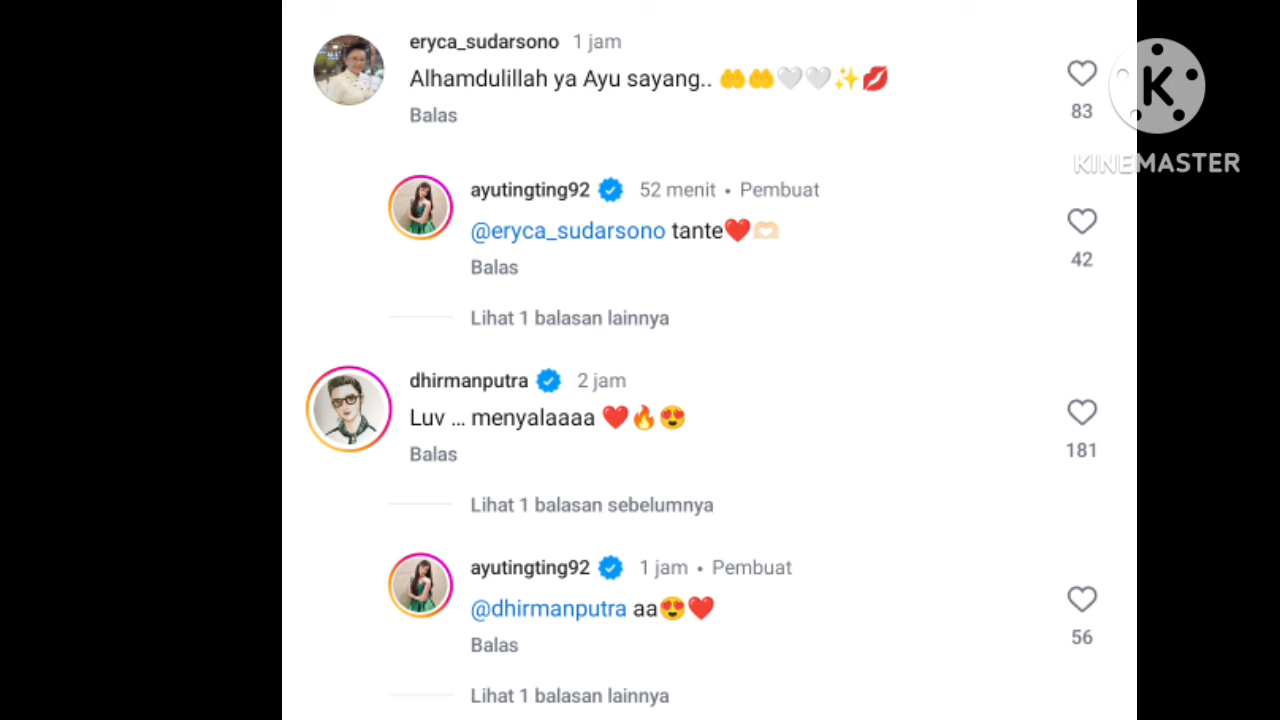 eryca_sudarsono 1 jam
Alhamdulillah ya Ayu sayang.. 🤲🤲🤍🤍✨💋
83
Balas
K
KINEMASTER
ayutingting92 52 menit • Pembuat
@eryca_sudarsono tante❤️🫶🏻
42
Balas
Lihat 1 balasan lainnya
dhirmanputra 2 jam
Luv ... menyalaaaa ❤️🔥😍
181
Balas
Lihat 1 balasan sebelumnya
ayutingting92 1 jam • Pembuat
@dhirmanputra aa😍❤️
56
Balas
Lihat 1 balasan lainnya